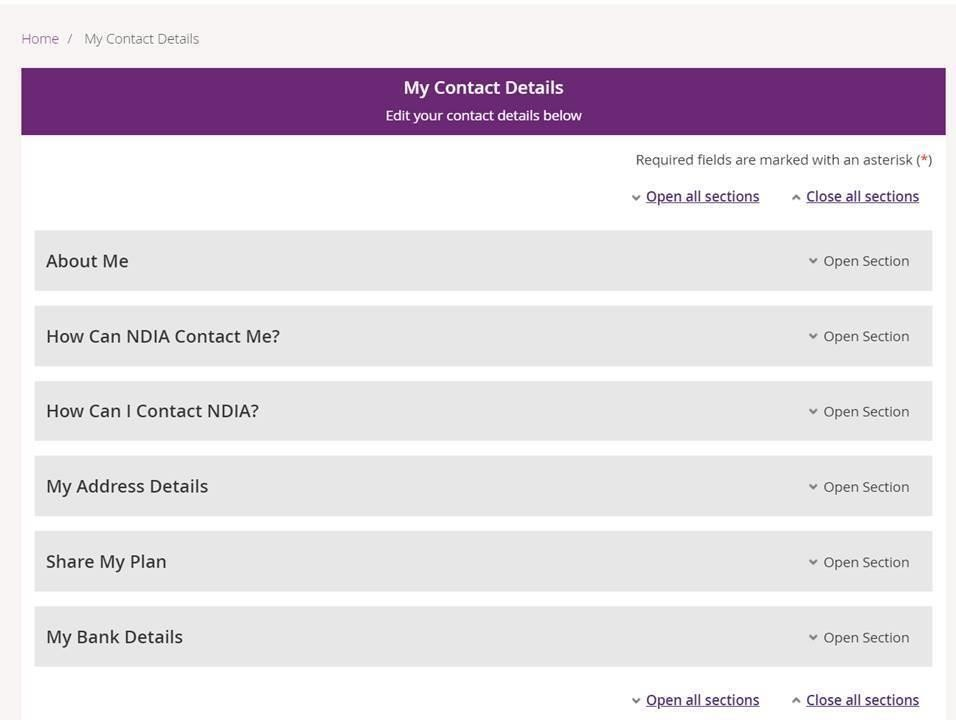 Home / My Contact Details
My Contact Details
Edit your contact details below
Required fields are marked with an asterisk (*)
Open all sections Close all sections
About Me Open Section
How Can NDIA Contact Me? Open Section
How Can I Contact NDIA? Open Section
My Address Details Open Section
Share My Plan Open Section
My Bank Details Open Section
Open all sections Close all sections